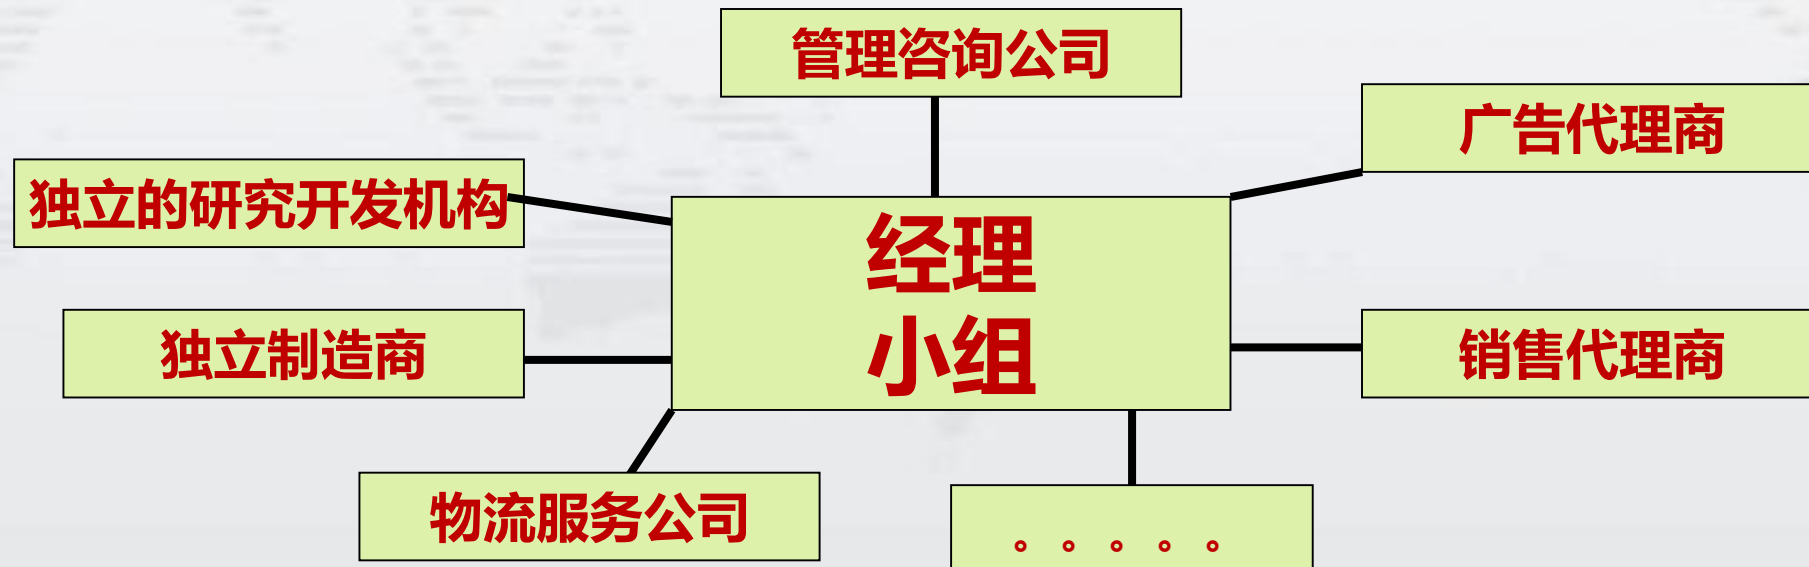 管理咨询公司
广告代理商
独立的研究开发机构
经理
小组
独立制造商
销售代理商
物流服务公司
。。。。。